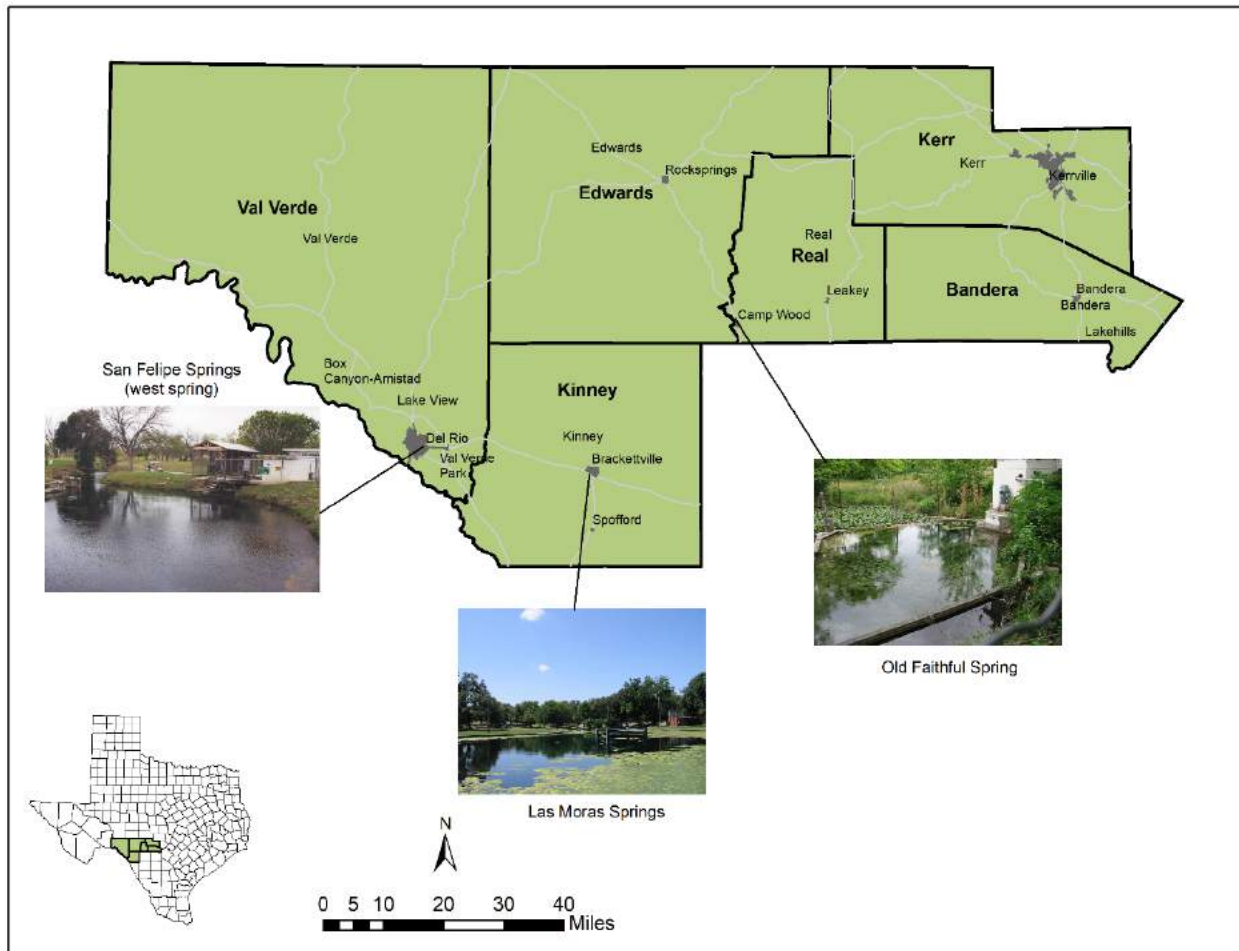 Kerr
Edwards
Kerr
Rocksprings
Kerrville
Edwards
Val Verde
Val Verde
Real
Real
Bandera
Leakey
Bandera
Bandera
Camp Wood
Lakehills
San Felipe Springs
(west spring)
Box
Canyon-Amistad
Lake View
Kinney
Del Rio
Val Verde
Park
Kinney
Brackettville
Spofford
Old Faithful Spring
Las Moras Springs
N
0 5 10 20 30 40
Miles